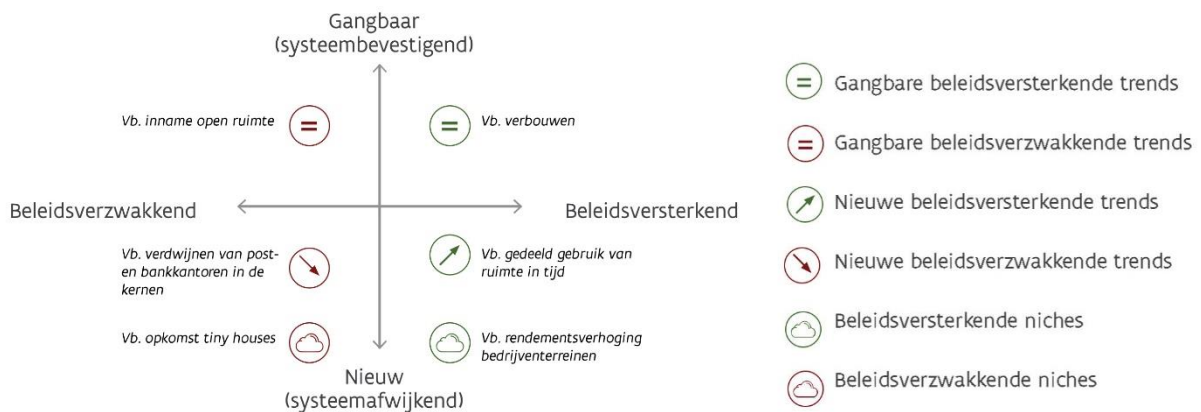 Gangbaar
(systeembevestigend)
Vb. inname open ruimte
Vb. verbouwen
Beleidsverzwakkend
Beleidsversterkend
Vb. verdwijnen van post-
en bankkantoren in de
kernen
Vb. gedeeld gebruik van
ruimte in tijd
Vb. opkomst tiny houses
Vb. rendementsverhoging
bedrijventerreinen
Nieuw
(systeemafwijkend)
Gangbare beleidsversterkende trends
Gangbare beleidsverzwakkende trends
Nieuwe beleidsversterkende trends
Nieuwe beleidsverzwakkende trends
Beleidsversterkende niches
Beleidsverzwakkende niches